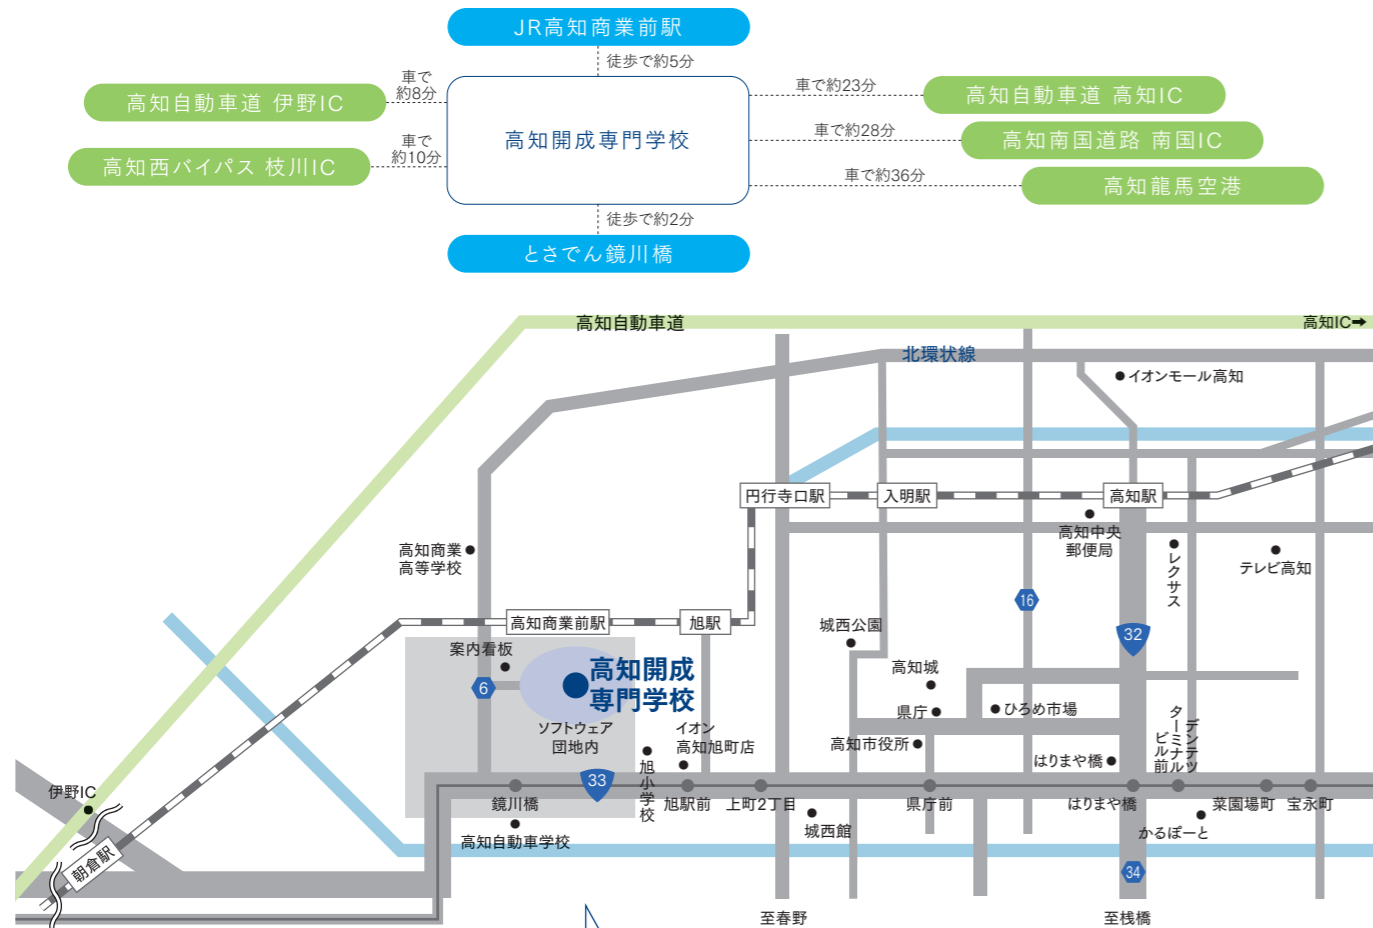 JR高知商業前駅
徒歩で約5分
高知自動車道 伊野IC
車で
約8分
高知西バイパス 枝川IC
車で
約10分
高知開成専門学校
車で約23分
高知自動車道 高知IC
車で約28分
高知南国道路 南国IC
車で約36分
高知龍馬空港
徒歩で約2分
とさでん鏡川橋
高知自動車道
高知IC➡
北環状線
イオンモール高知
円行寺口駅
入明駅
高知駅
高知中央
郵便局
レクサス
テレビ高知
高知商業
高等学校
16
高知商業前駅
旭駅
城西公園
32
案内看板
高知開成
専門学校
6
高知城
県庁
ひろめ市場
ソフトウェア
団地内
イオン
高知旭町店
高知市役所
はりまや橋
デンテツ
ターミナル
ビル前
旭小学校
33
伊野IC
鏡川橋
旭駅前
上町2丁目
県庁前
はりまや橋
菜園場町
宝永町
高知自動車学校
城西館
かるぽーと
朝倉駅
34
至春野
至桟橋